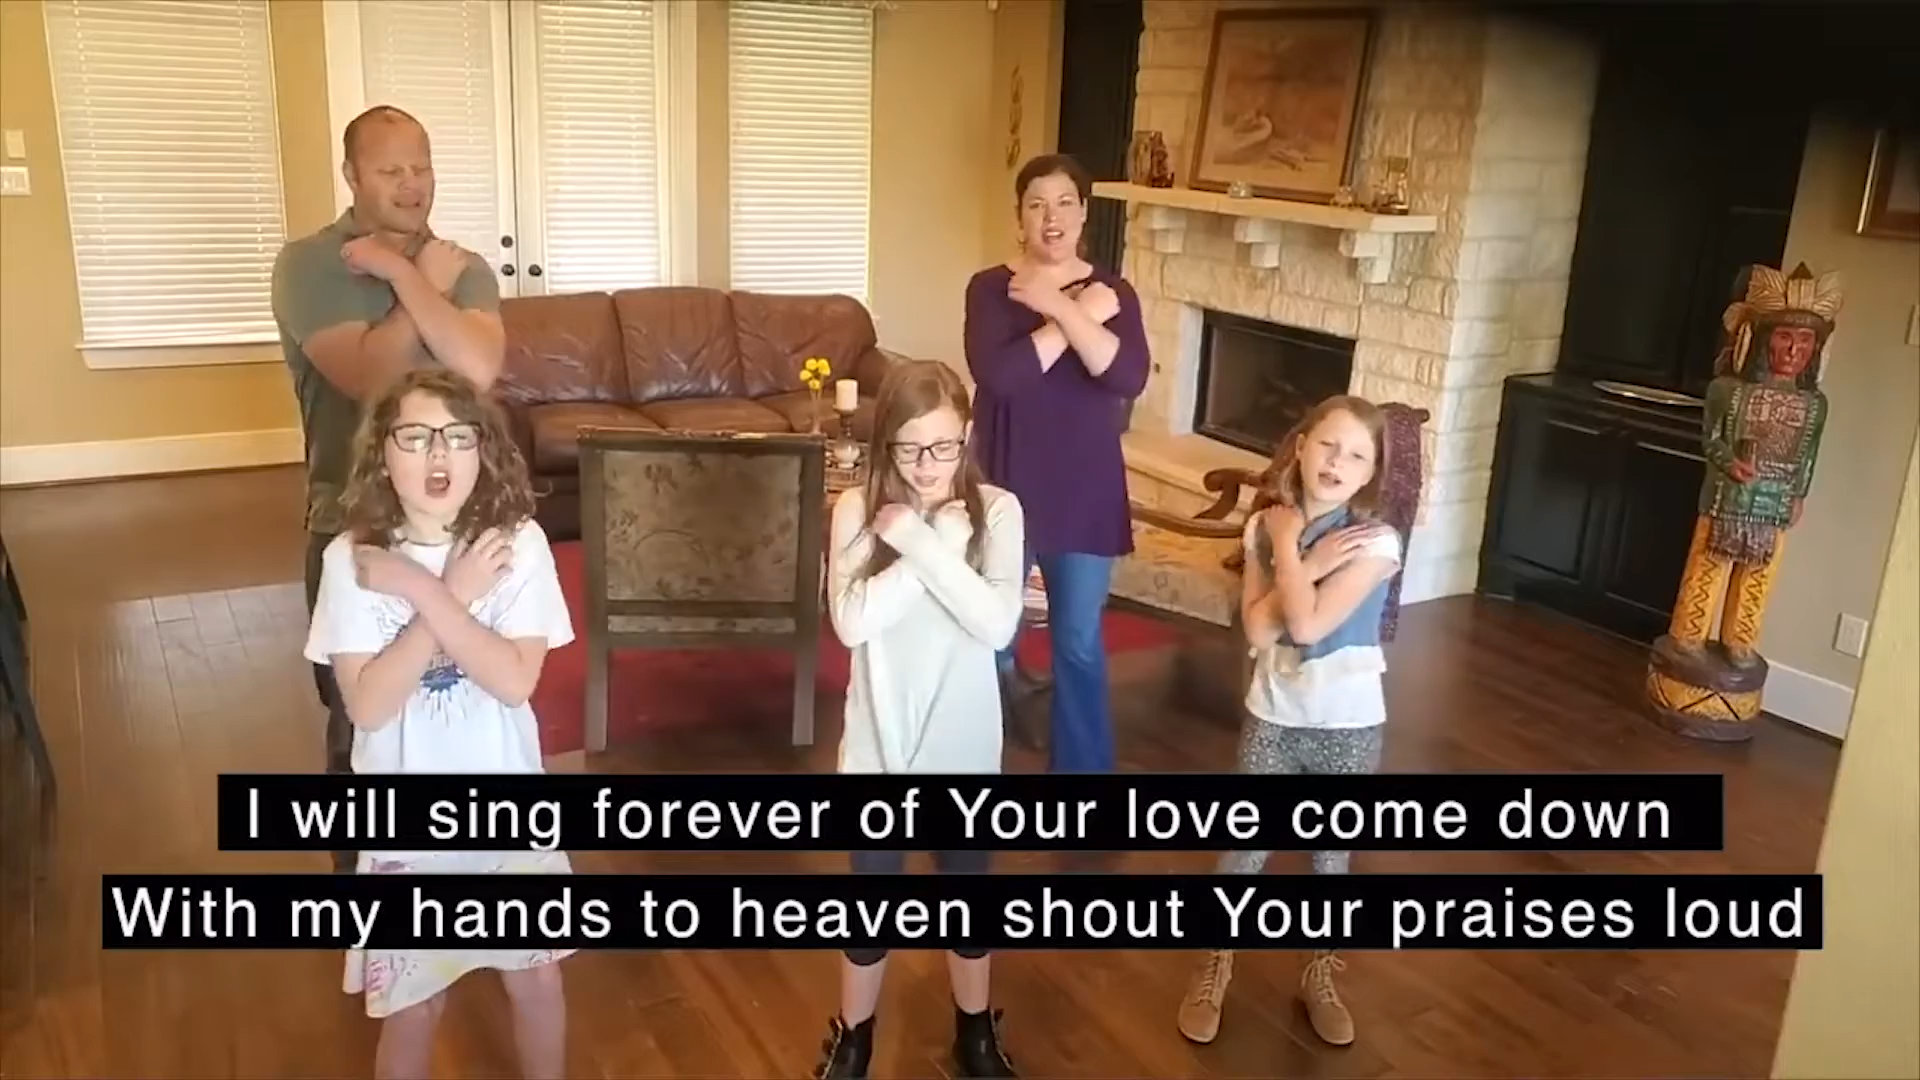 I will sing forever of Your love come down
With my hands to heaven shout Your praises loud